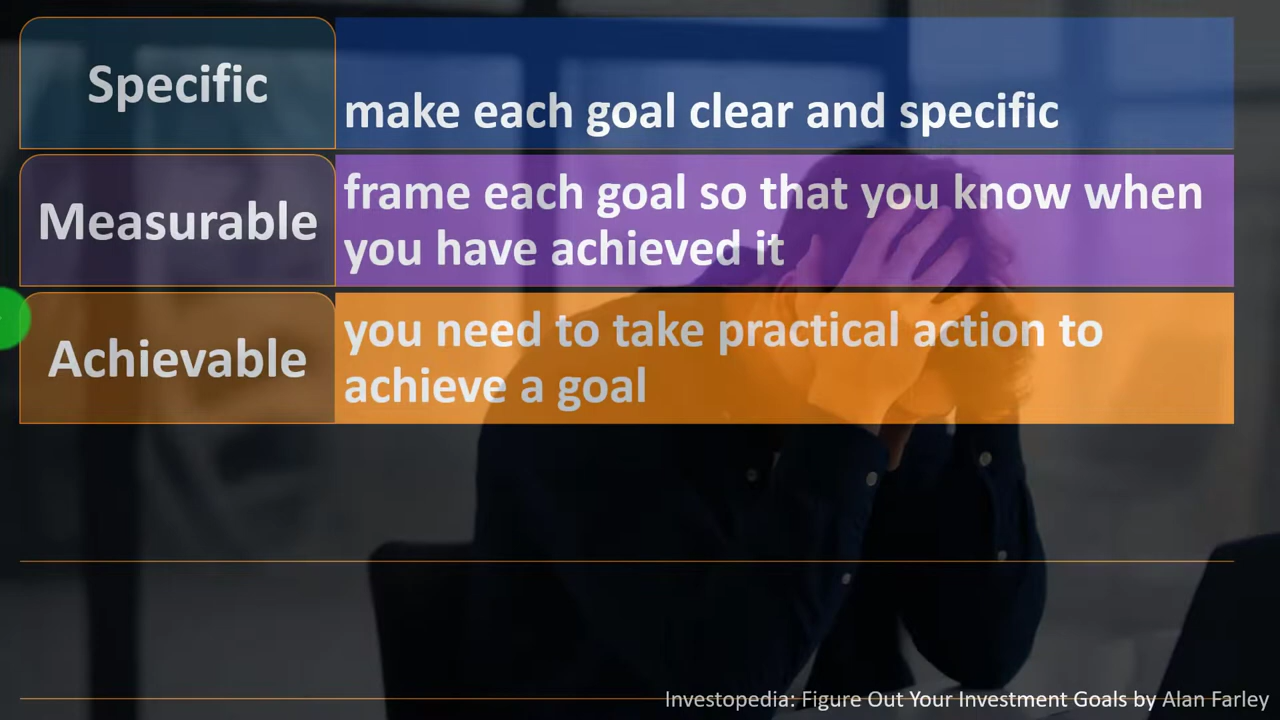 Specific
make each goal clear and specific
Measurable
frame each goal so that you know when
you have achieved it
Achievable
you need to take practical action to
achieve a goal
Investopedia: Figure Out Your Investment Goals by Alan Farley